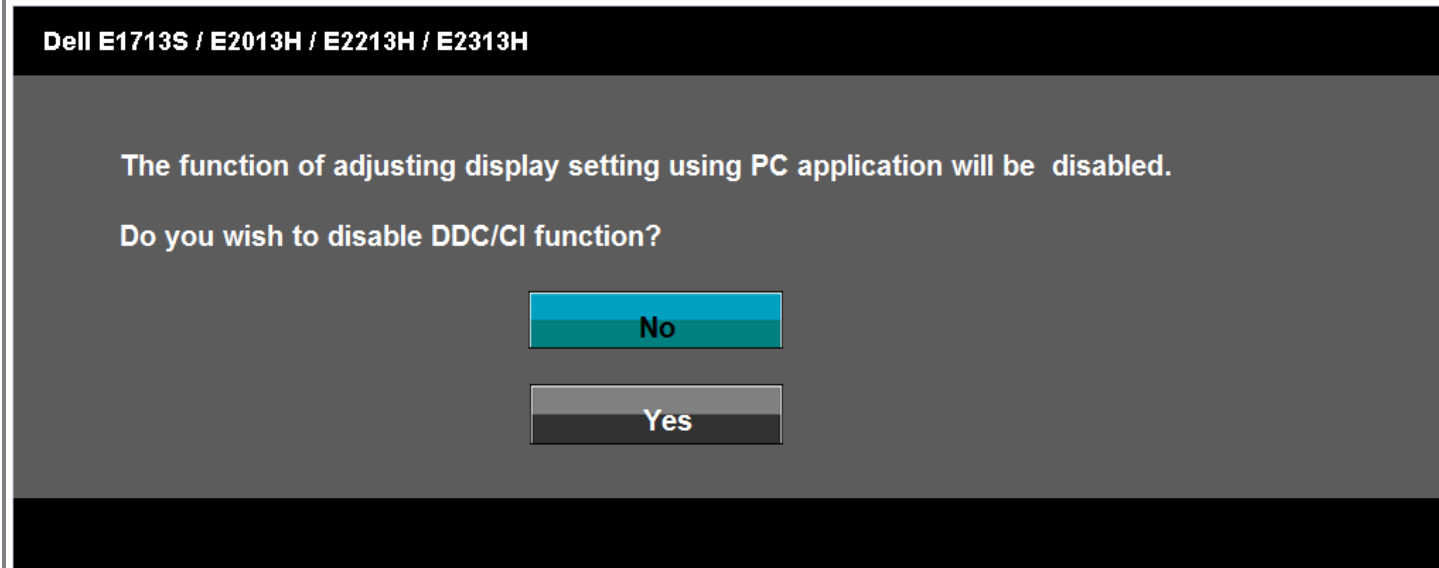 Dell E1713S / E2013H / E2213H / E2313H
The function of adjusting display setting using PC application will be  disabled.
Do you wish to disable DDC/CI function?
No
Yes